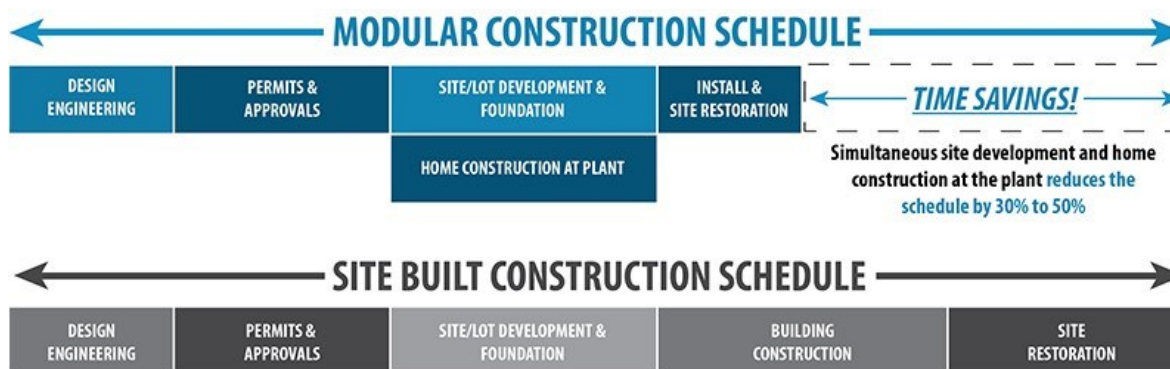 MODULAR CONSTRUCTION SCHEDULE
DESIGN
ENGINEERING
PERMITS &
APPROVALS
SITE/LOT DEVELOPMENT &
FOUNDATION
INSTALL &
SITE RESTORATION
TIME SAVINGS!
HOME CONSTRUCTION AT PLANT
Simultaneous site development and home
construction at the plant reduces the
schedule by 30% to 50%
SITE BUILT CONSTRUCTION SCHEDULE
DESIGN
ENGINEERING
PERMITS &
APPROVALS
SITE/LOT DEVELOPMENT &
FOUNDATION
BUILDING
CONSTRUCTION
SITE
RESTORATION